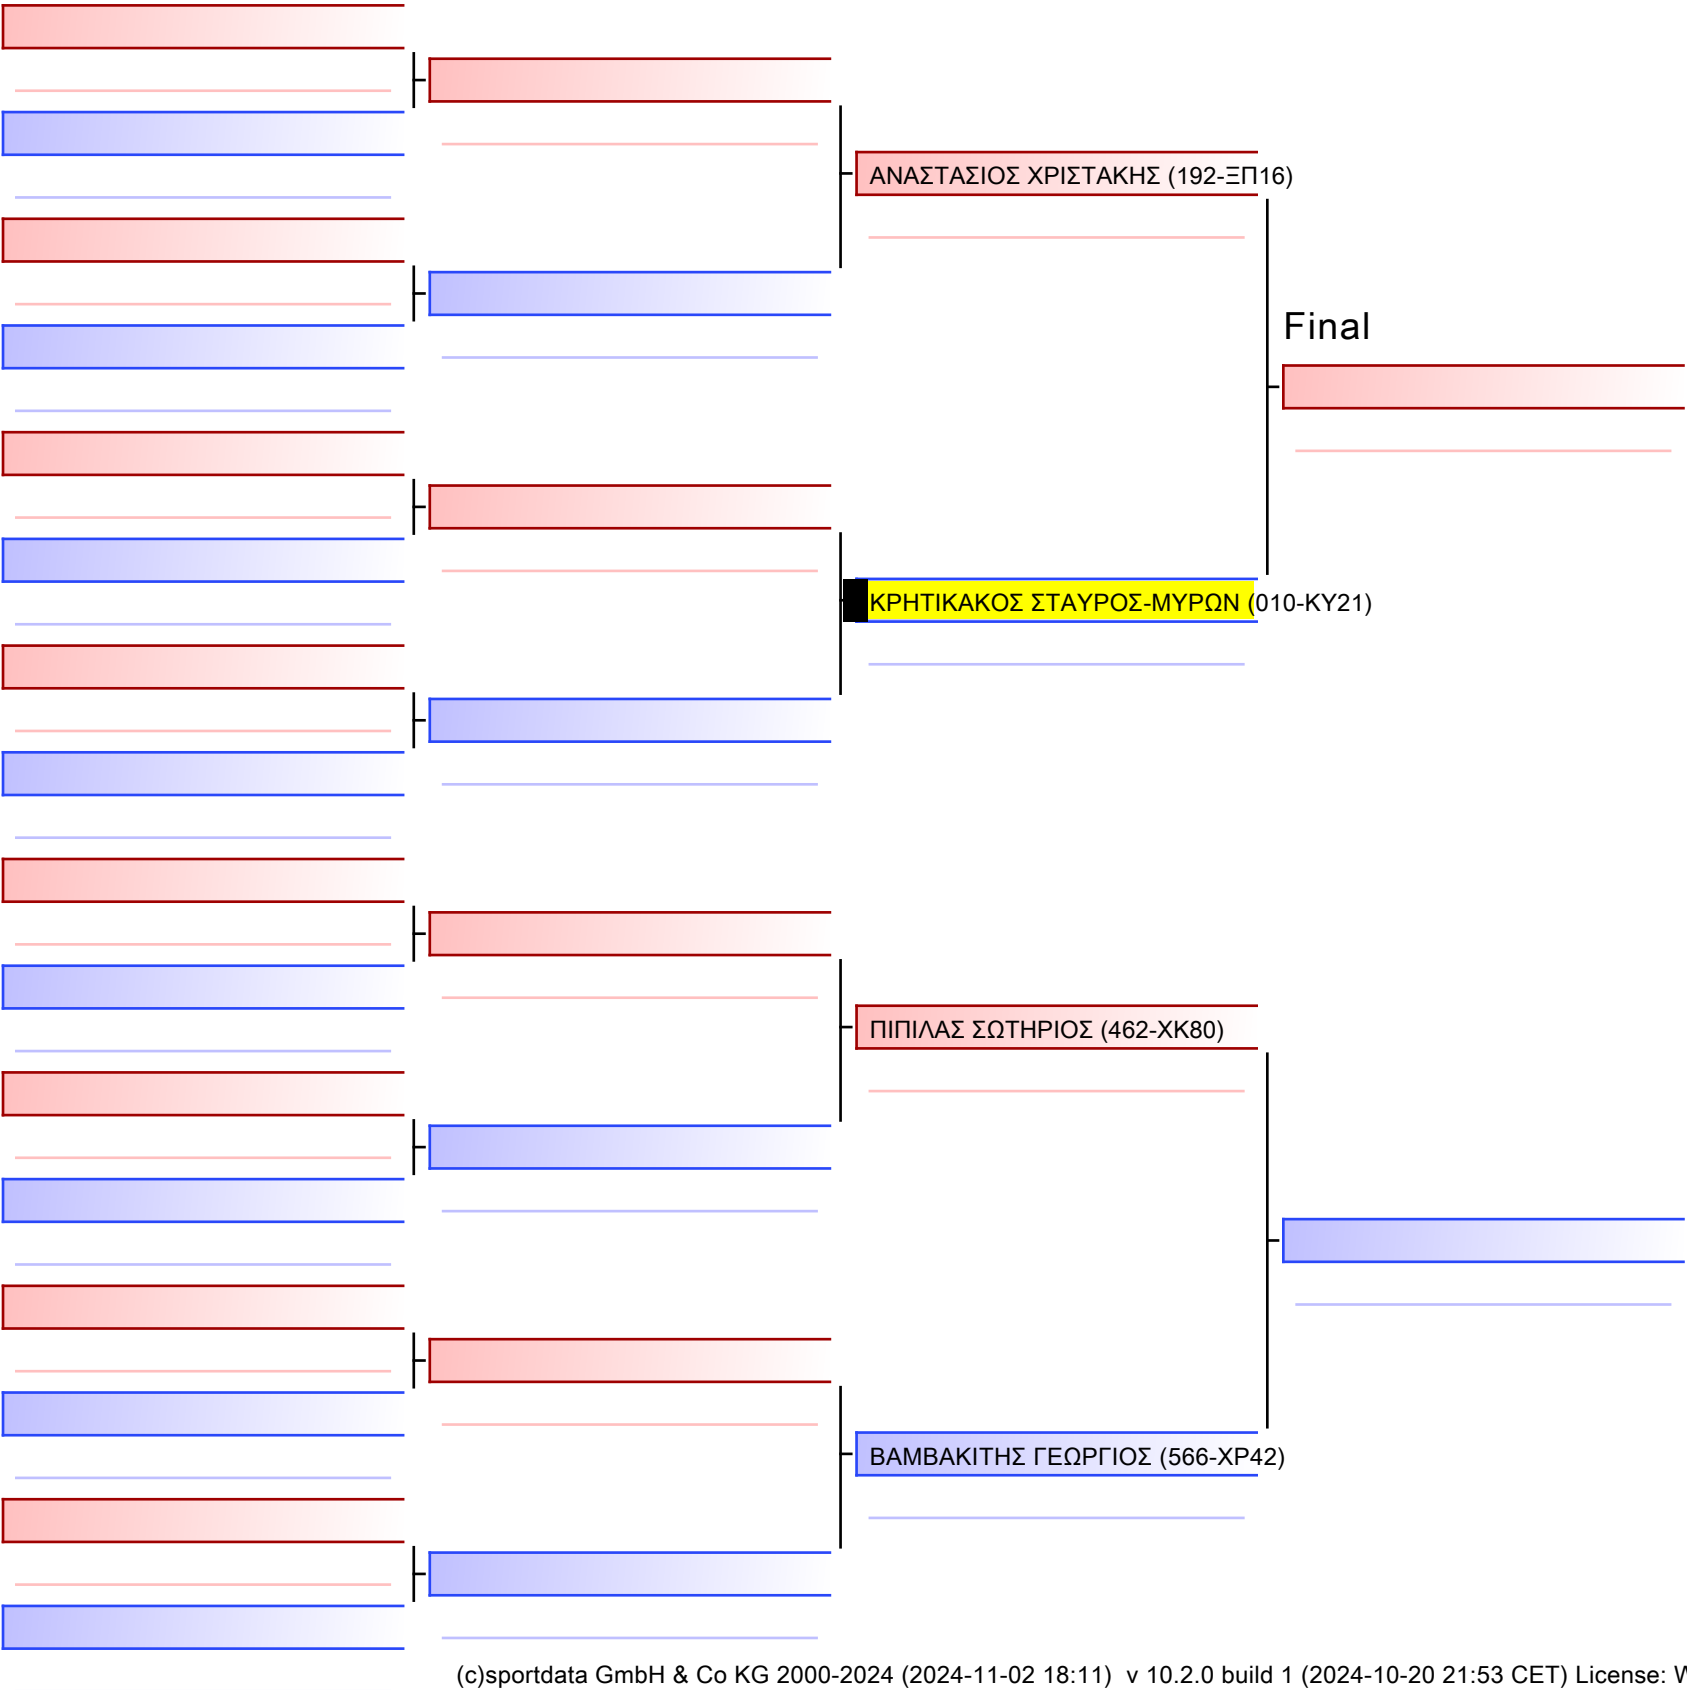 ΑΝΑΣΤΑΣΙΟΣ ΧΡΙΣΤΑΚΗΣ (192-ΞΠ16)
Final
ΚΡΗΤΙΚΑΚΟΣ ΣΤΑΥΡΟΣ-ΜΥΡΩΝ (010-ΚΥ21)
ΠΙΠΙΛΑΣ ΣΩΤΗΡΙΟΣ (462-ΧΚ80)
ΒΑΜΒΑΚΙΤΗΣ ΓΕΩΡΓΙΟΣ (566-ΧΡ42)
(c)sportdata GmbH & Co KG 2000-2024 (2024-11-02 18:11) v 10.2.0 build 1 (2024-10-20 21:53 CET) License: W